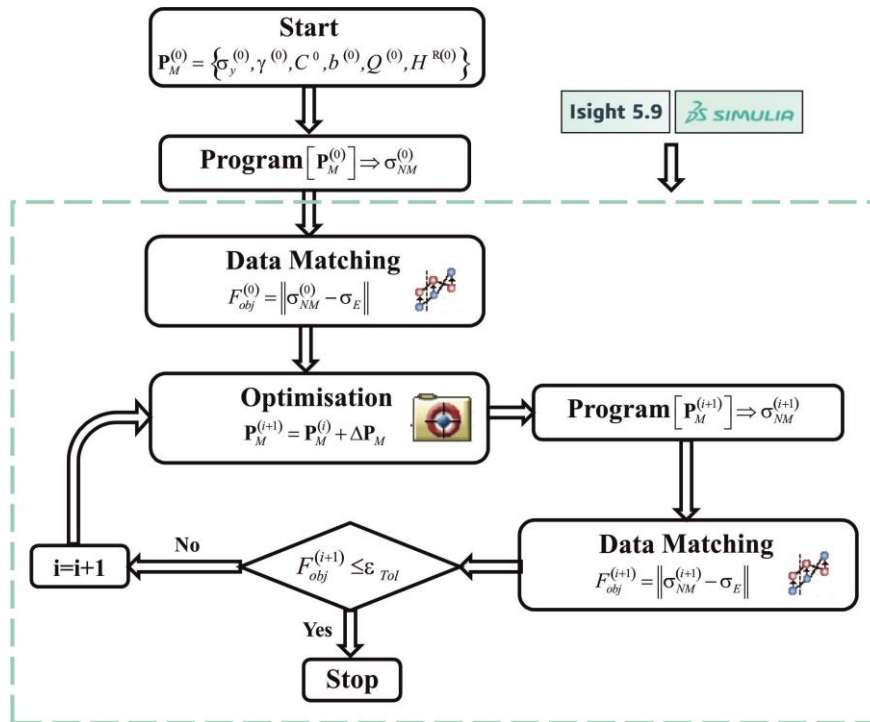 Start
P_M^(0) = {σ_y^(0), γ^(0), C^0, b^(0), Q^(0), H^R(0)}
Isight 5.9
3DS SIMULIA
Program [P_M^(0)] ⇒ σ_NM^(0)
Data Matching
F_obj^(0) = ‖σ_NM^(0) − σ_E‖
Optimisation
P_M^(i+1) = P_M^(i) + ΔP_M
Program [P_M^(i+1)] ⇒ σ_NM^(i+1)
Data Matching
F_obj^(i+1) = ‖σ_NM^(i+1) − σ_E‖
F_obj^(i+1) ≤ ε_Tol
No
i=i+1
Yes
Stop